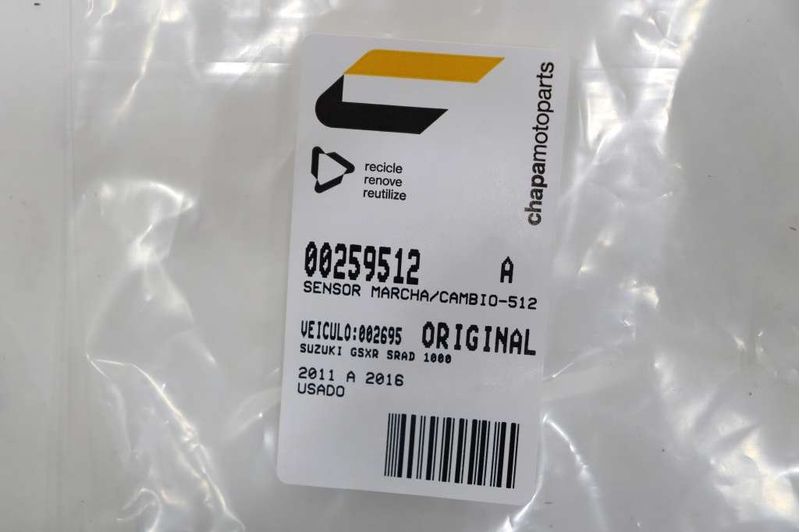 chapamotoparts
recicle
renove
reutilize
00259512 A
SENSOR MARCHA/CAMBIO-512
VEICULO:002695 ORIGINAL
SUZUKI GSXR SRAD 1000
2011 A 2016
USADO